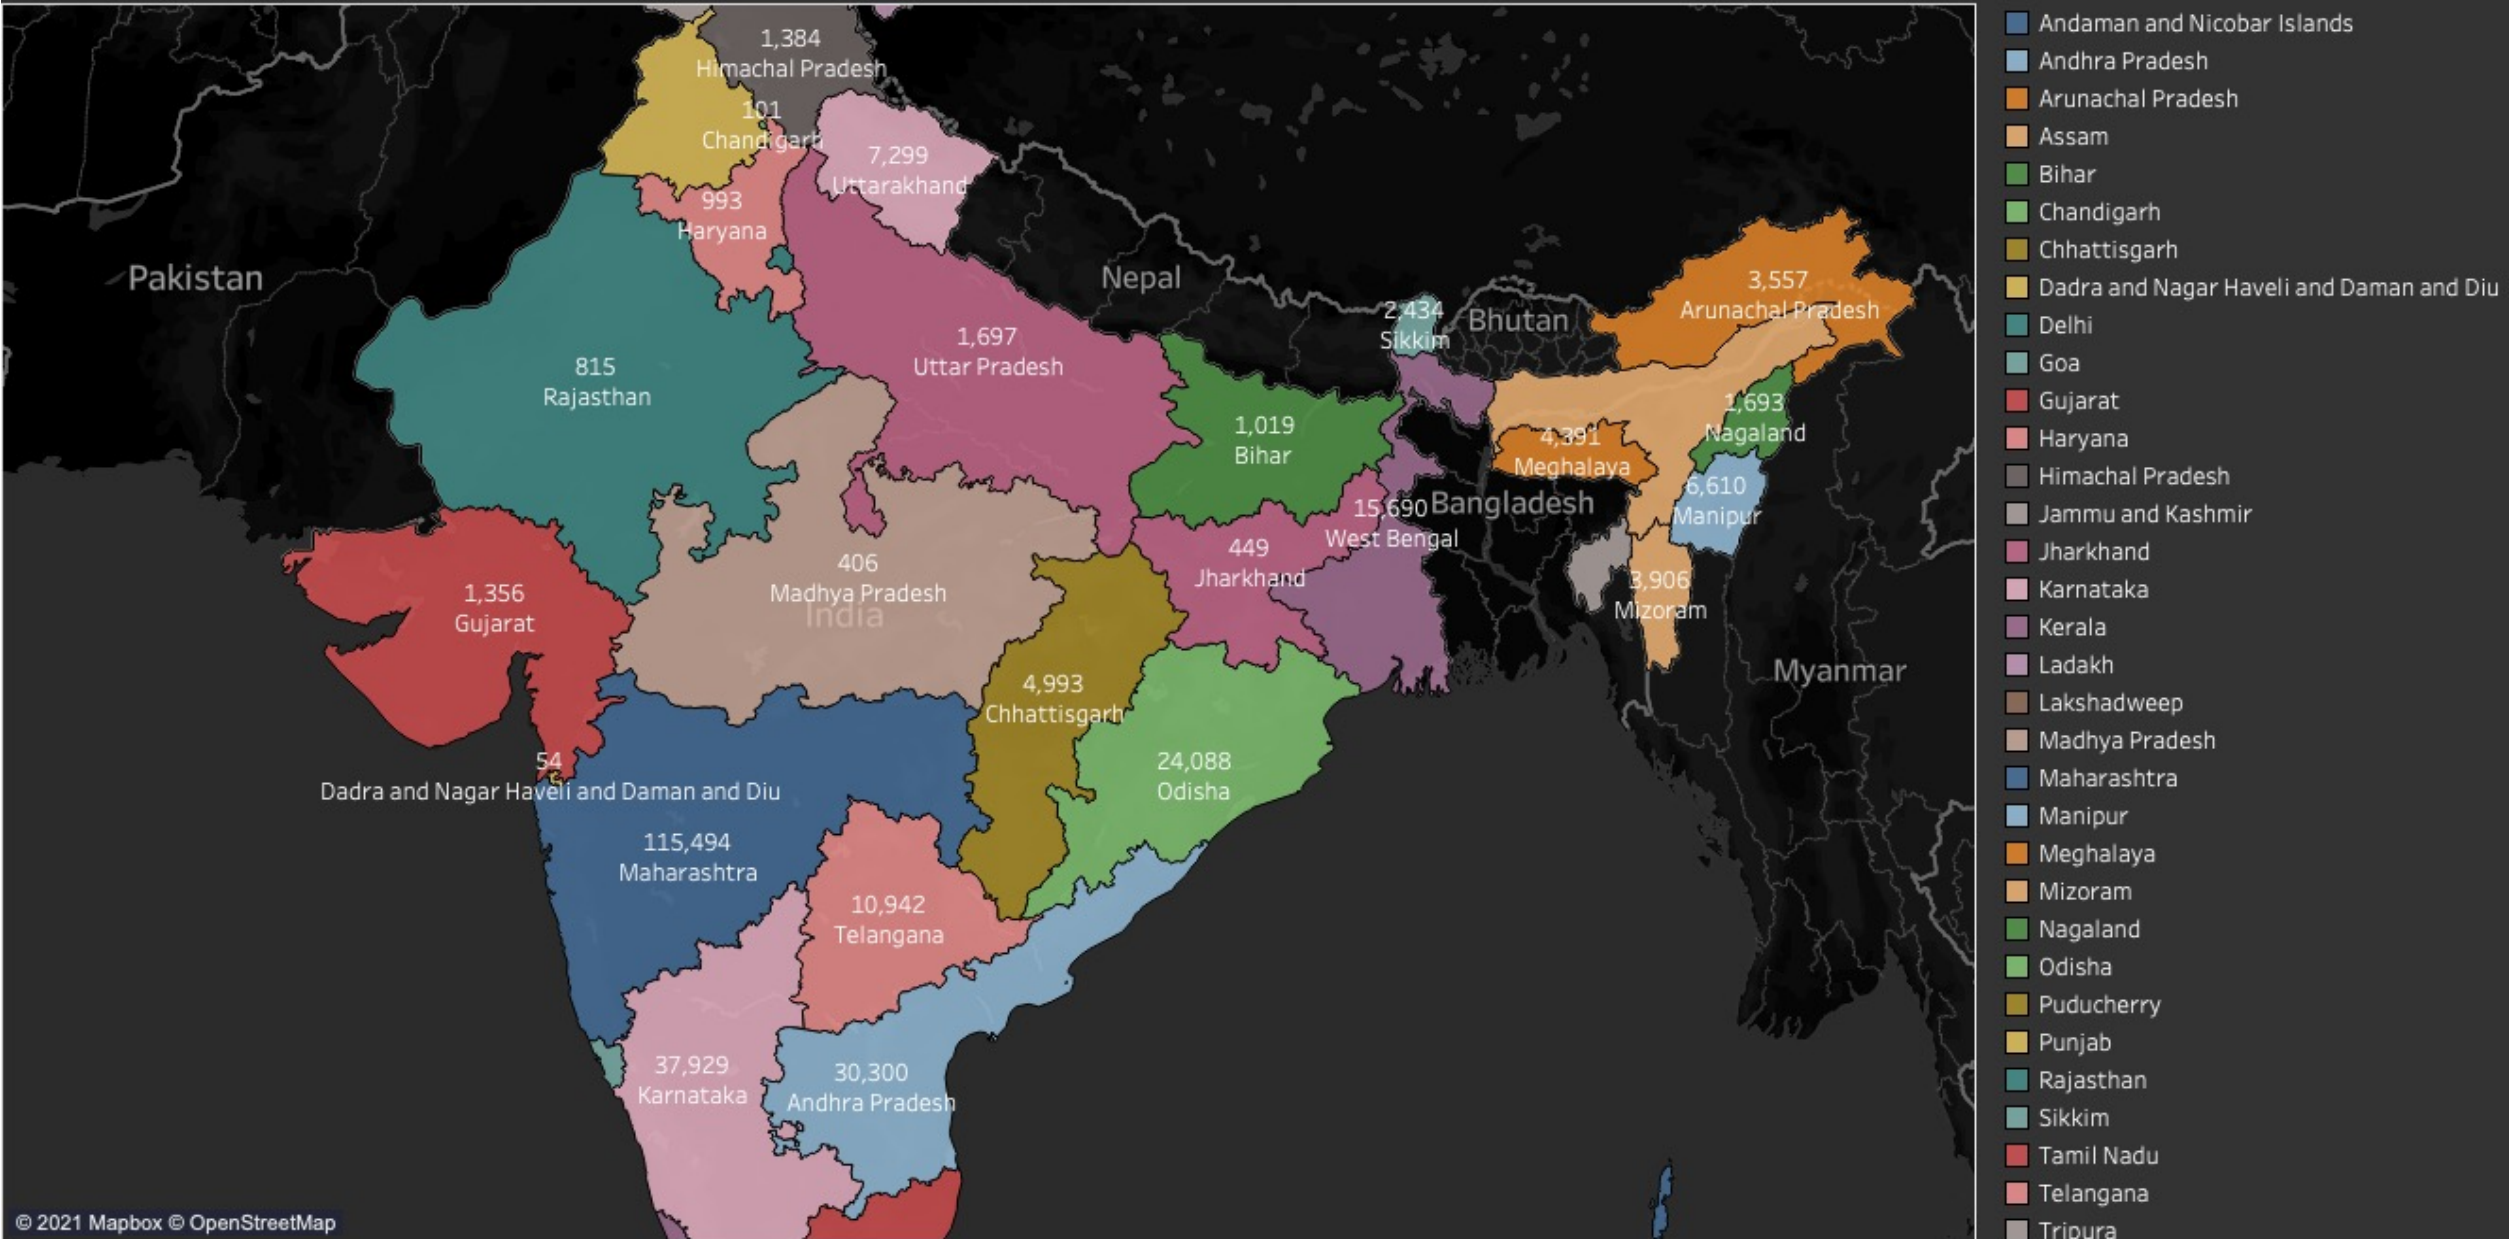 1,384
Himachal Pradesh
101
Chandigarh
7,299
Uttarakhand
993
Haryana
Pakistan
Nepal
3,557
Arunachal Pradesh
2,434
Sikkim
Bhutan
1,697
Uttar Pradesh
815
Rajasthan
1,019
Bihar
1,693
Nagaland
4,391
Meghalaya
6,610
Manipur
15,690
West Bengal
Bangladesh
449
Jharkhand
406
Madhya Pradesh
India
1,356
Gujarat
3,906
Mizoram
Myanmar
4,993
Chhattisgarh
24,088
Odisha
54
Dadra and Nagar Haveli and Daman and Diu
115,494
Maharashtra
10,942
Telangana
37,929
Karnataka
30,300
Andhra Pradesh
© 2021 Mapbox © OpenStreetMap
Andaman and Nicobar Islands
Andhra Pradesh
Arunachal Pradesh
Assam
Bihar
Chandigarh
Chhattisgarh
Dadra and Nagar Haveli and Daman and Diu
Delhi
Goa
Gujarat
Haryana
Himachal Pradesh
Jammu and Kashmir
Jharkhand
Karnataka
Kerala
Ladakh
Lakshadweep
Madhya Pradesh
Maharashtra
Manipur
Meghalaya
Mizoram
Nagaland
Odisha
Puducherry
Punjab
Rajasthan
Sikkim
Tamil Nadu
Telangana
Tripura